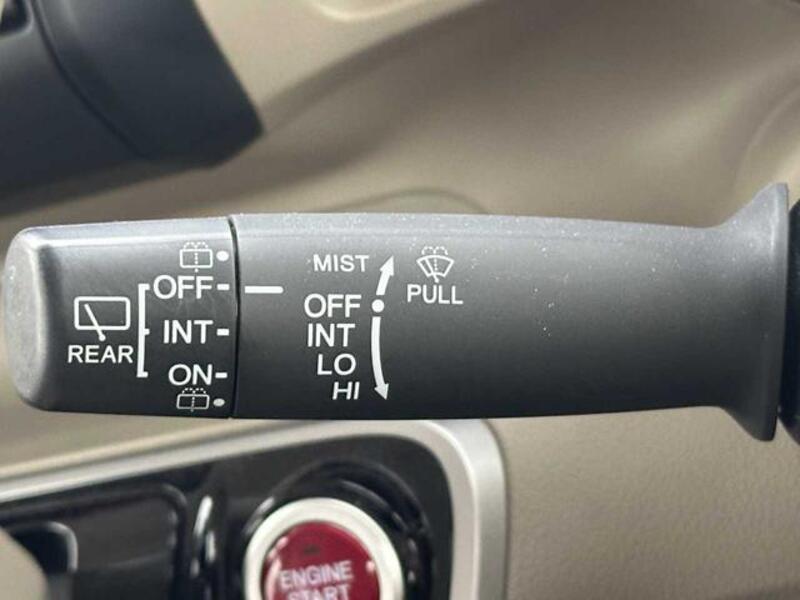 OFF
INT
ON
REAR
MIST
OFF
INT
LO
HI
PULL
ENGINE
START